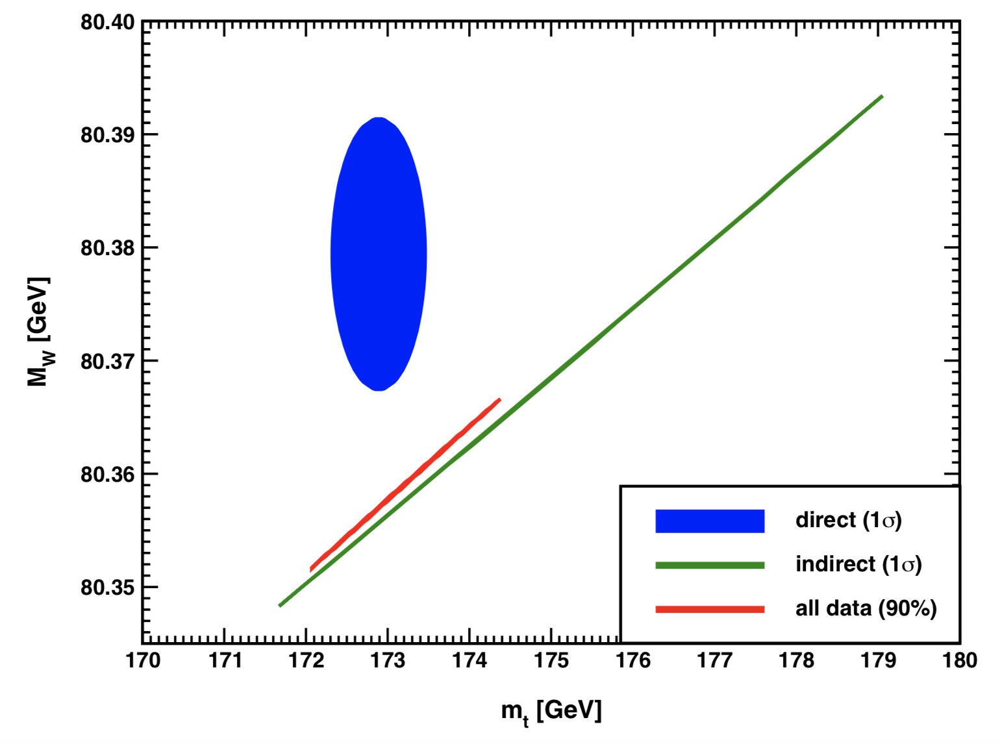 80.40
80.39
80.38
80.37
80.36
80.35
M_W [GeV]
direct (1σ)
indirect (1σ)
all data (90%)
170 171 172 173 174 175 176 177 178 179 180
m_t [GeV]